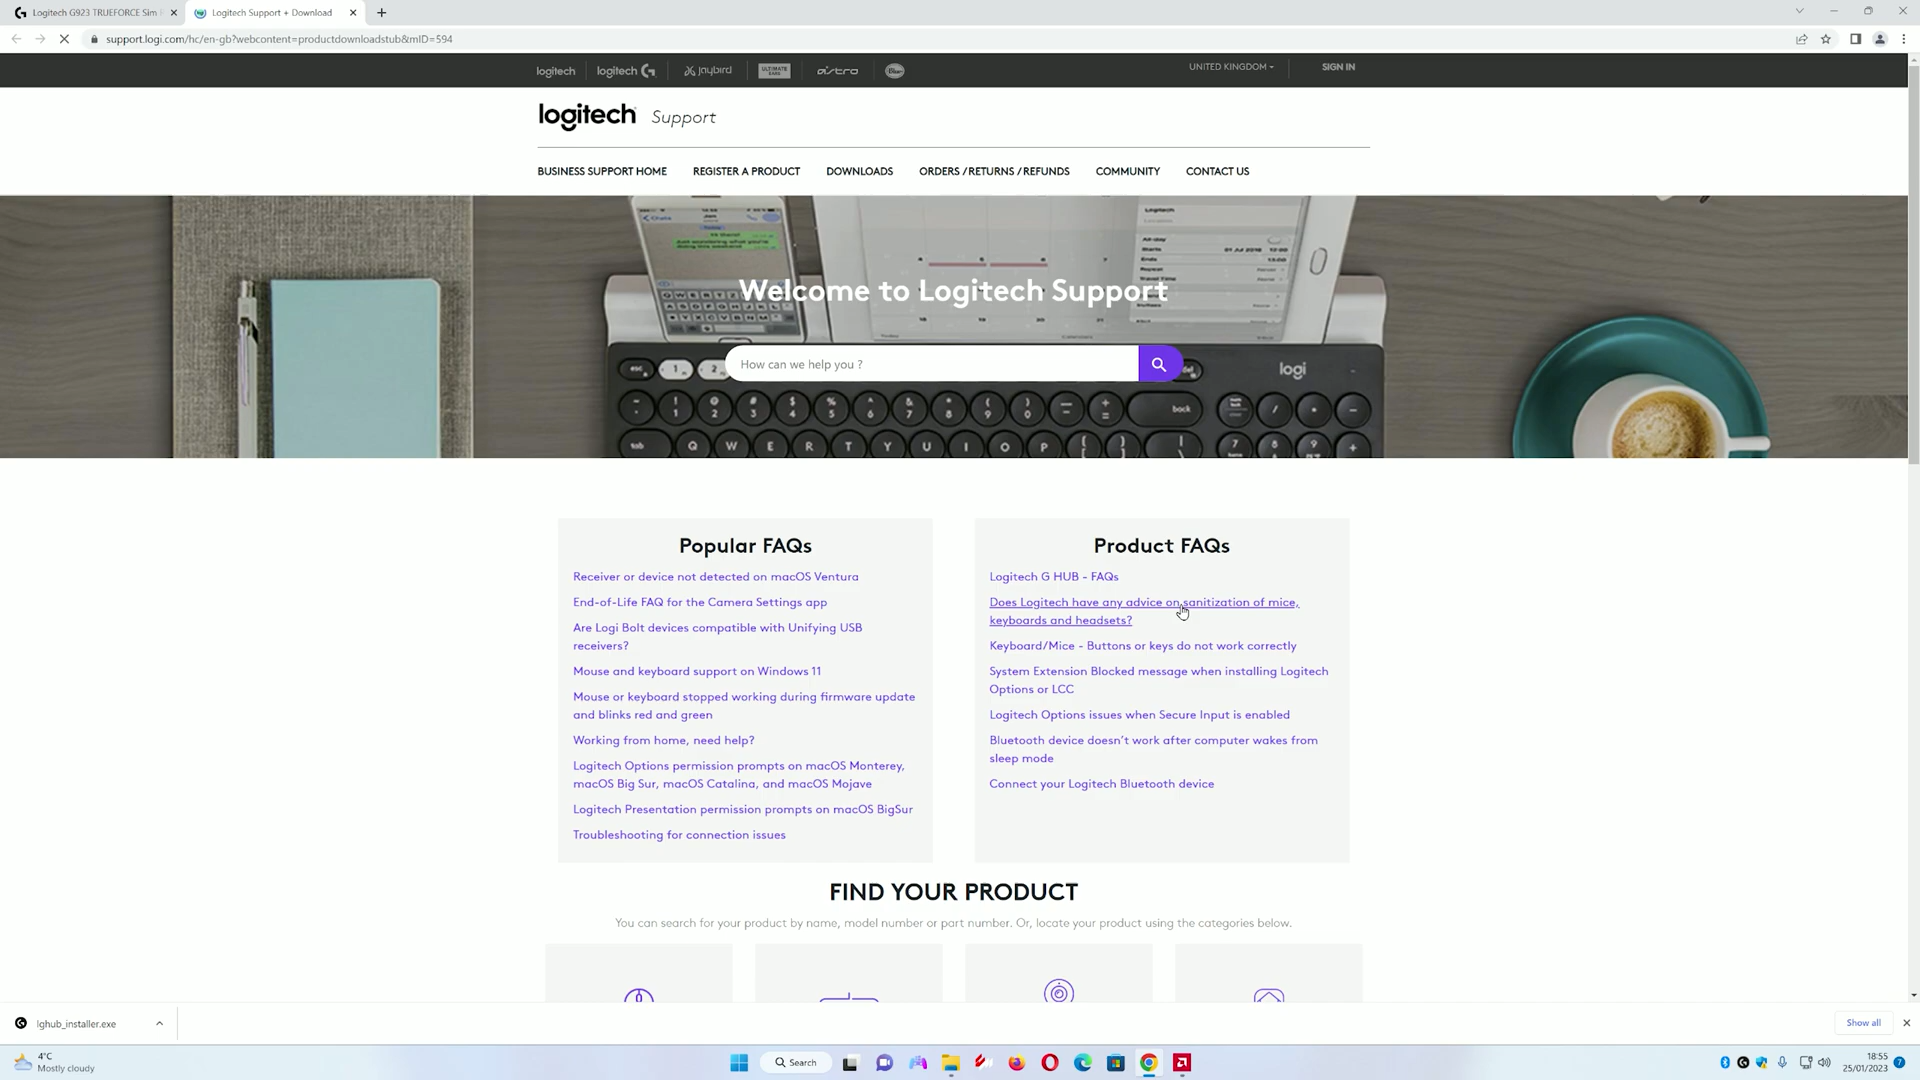 Logitech G923 TRUEFORCE Sim
Logitech Support + Download
support.logi.com/hc/en-gb?webcontent=productdownloadstub&mID=594
logitech
logitech G
Jaybird
ULTIMATE EARS
ASTRO
UNITED KINGDOM
SIGN IN
logitech Support
BUSINESS SUPPORT HOME
REGISTER A PRODUCT
DOWNLOADS
ORDERS / RETURNS / REFUNDS
COMMUNITY
CONTACT US
Welcome to Logitech Support
How can we help you ?
logi
Popular FAQs
Receiver or device not detected on macOS Ventura
End-of-Life FAQ for the Camera Settings app
Are Logi Bolt devices compatible with Unifying USB
receivers?
Mouse and keyboard support on Windows 11
Mouse or keyboard stopped working during firmware update
and blinks red and green
Working from home, need help?
Logitech Options permission prompts on macOS Monterey,
macOS Big Sur, macOS Catalina, and macOS Mojave
Logitech Presentation permission prompts on macOS BigSur
Troubleshooting for connection issues
Product FAQs
Logitech G HUB - FAQs
Does Logitech have any advice on sanitization of mice,
keyboards and headsets?
Keyboard/Mice - Buttons or keys do not work correctly
System Extension Blocked message when installing Logitech
Options or LCC
Logitech Options issues when Secure Input is enabled
Bluetooth device doesn’t work after computer wakes from
sleep mode
Connect your Logitech Bluetooth device
FIND YOUR PRODUCT
You can search for your product by name, model number or part number. Or, locate your product using the categories below.
lghub_installer.exe
Show all
4°C
Mostly cloudy
Search
18:55
25/01/2023
7